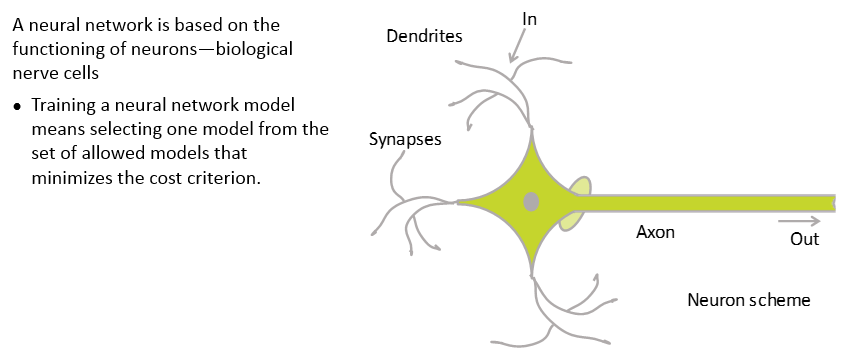 A neural network is based on the
functioning of neurons—biological
nerve cells
• Training a neural network model
means selecting one model from the
set of allowed models that
minimizes the cost criterion.
In
Dendrites
Synapses
Axon
Out
Neuron scheme